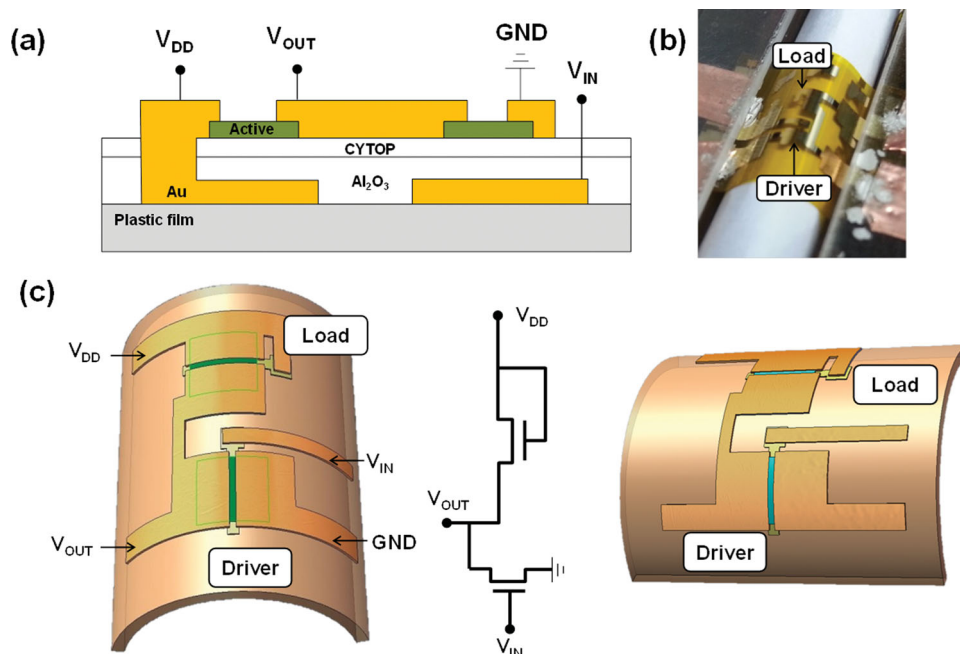 (a)
V_DD
V_OUT
GND
V_IN
Active
CYTOP
Al₂O₃
Au
Plastic film
(b)
Load
Driver
(c)
V_DD
Load
V_IN
V_OUT
GND
Driver
V_DD
V_OUT
V_IN
Load
Driver